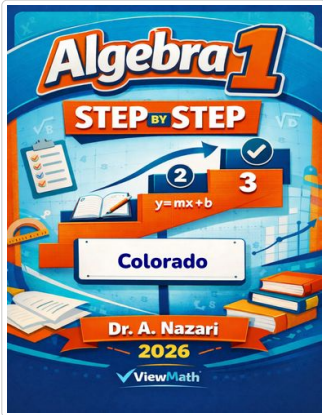 Algebra 1
STEP BY STEP
√B
√D
2
3
y=mx+b
Colorado
Dr. A. Nazari
2026
ViewMath